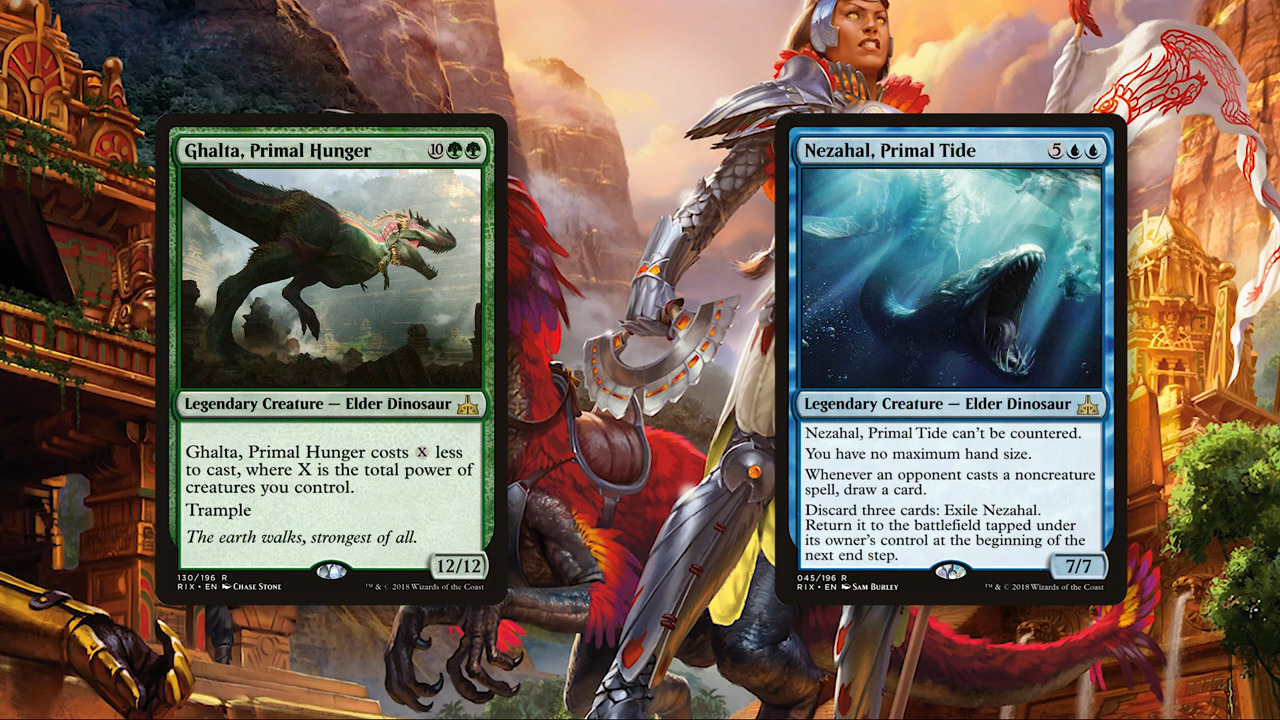 Ghalta, Primal Hunger 10
Legendary Creature — Elder Dinosaur
Ghalta, Primal Hunger costs X less
to cast, where X is the total power of
creatures you control.
Trample
The earth walks, strongest of all.
12/12
130/196 R
RIX • EN CHASE STONE
™ & © 2018 Wizards of the Coast
Nezahal, Primal Tide 5
Legendary Creature — Elder Dinosaur
Nezahal, Primal Tide can't be countered.
You have no maximum hand size.
Whenever an opponent casts a noncreature
spell, draw a card.
Discard three cards: Exile Nezahal.
Return it to the battlefield tapped under
its owner's control at the beginning of the
next end step.
7/7
045/196 R
RIX • EN SAM BURLEY
™ & © 2018 Wizards of the Coast